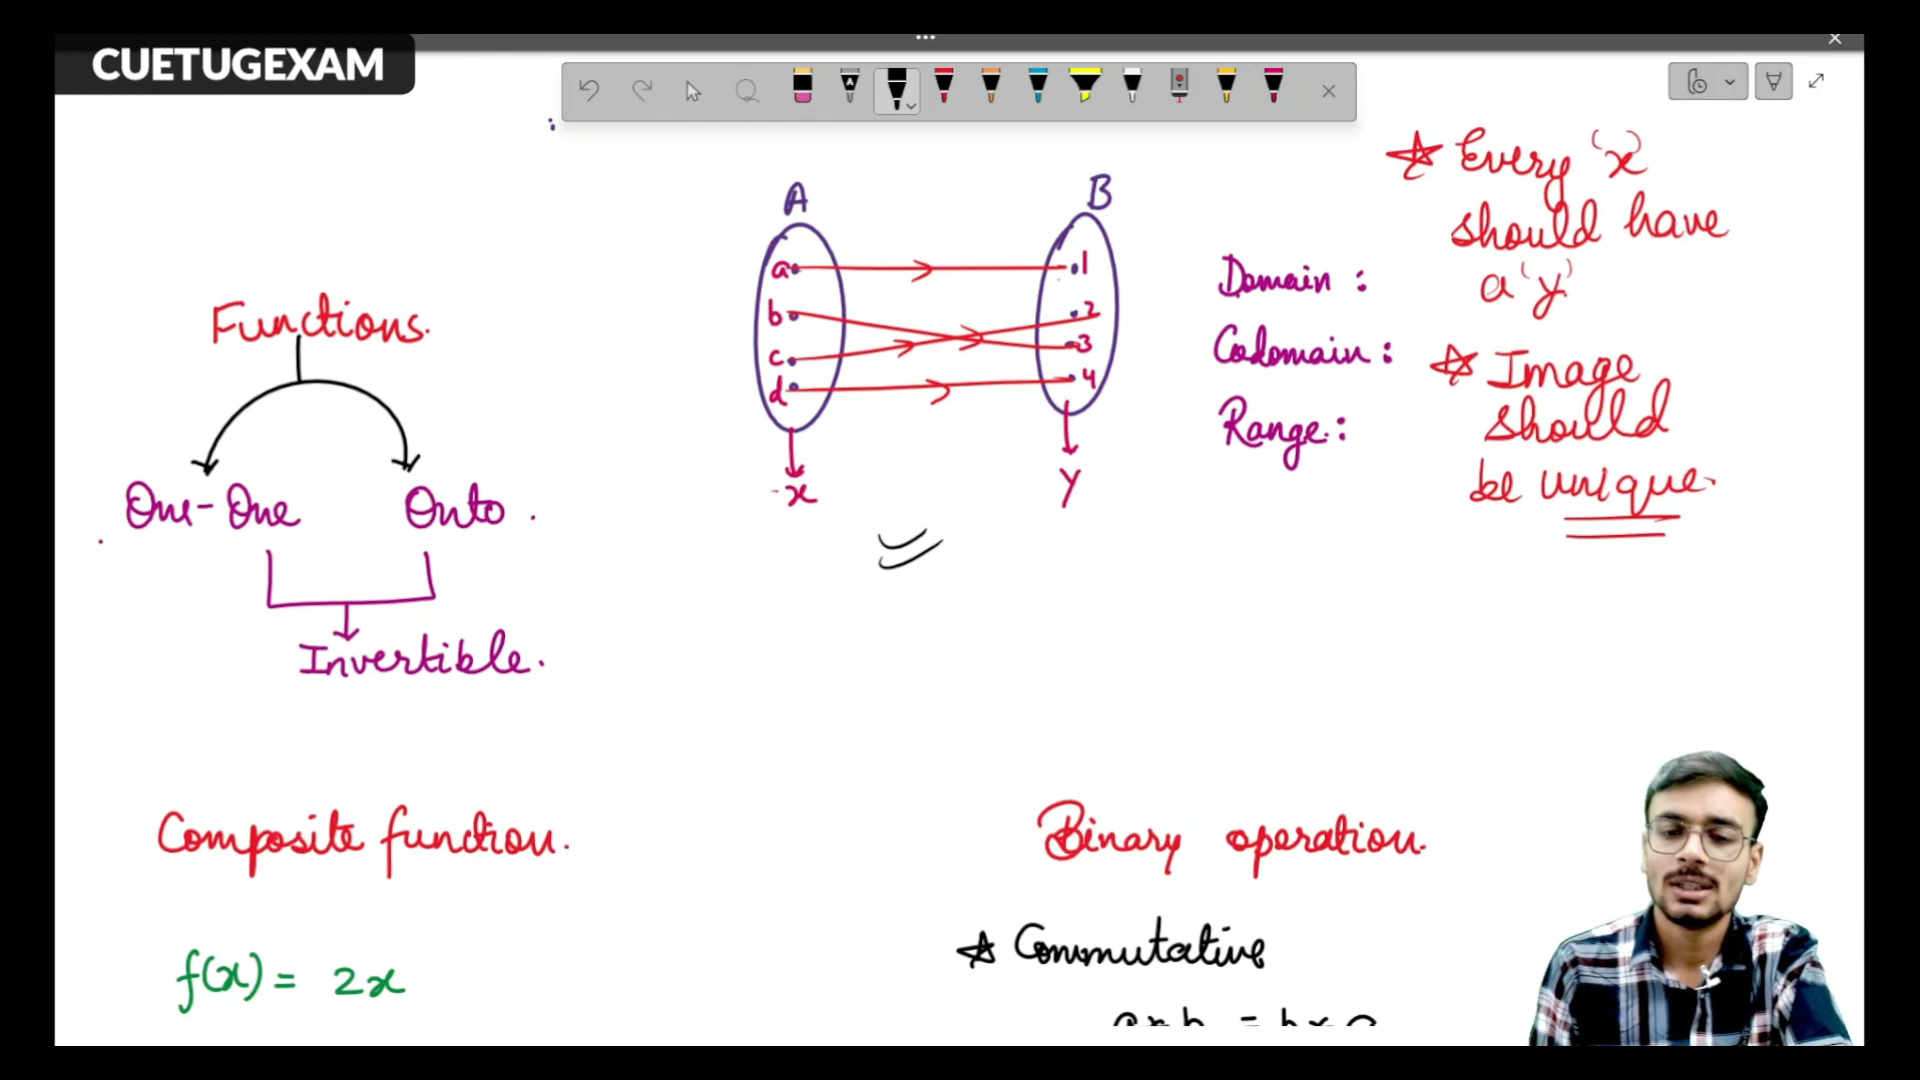 CUETUGEXAM
A
B
a
b
c
d
1
2
3
4
x
y
Functions.
One-One
Onto
Invertible.
Domain :
Codomain :
Range :
Every 'x'
should have
a 'y'
Image
should
be unique.
Composite function.
f(x) = 2x
Binary operation.
Commutative
a * b = b * a